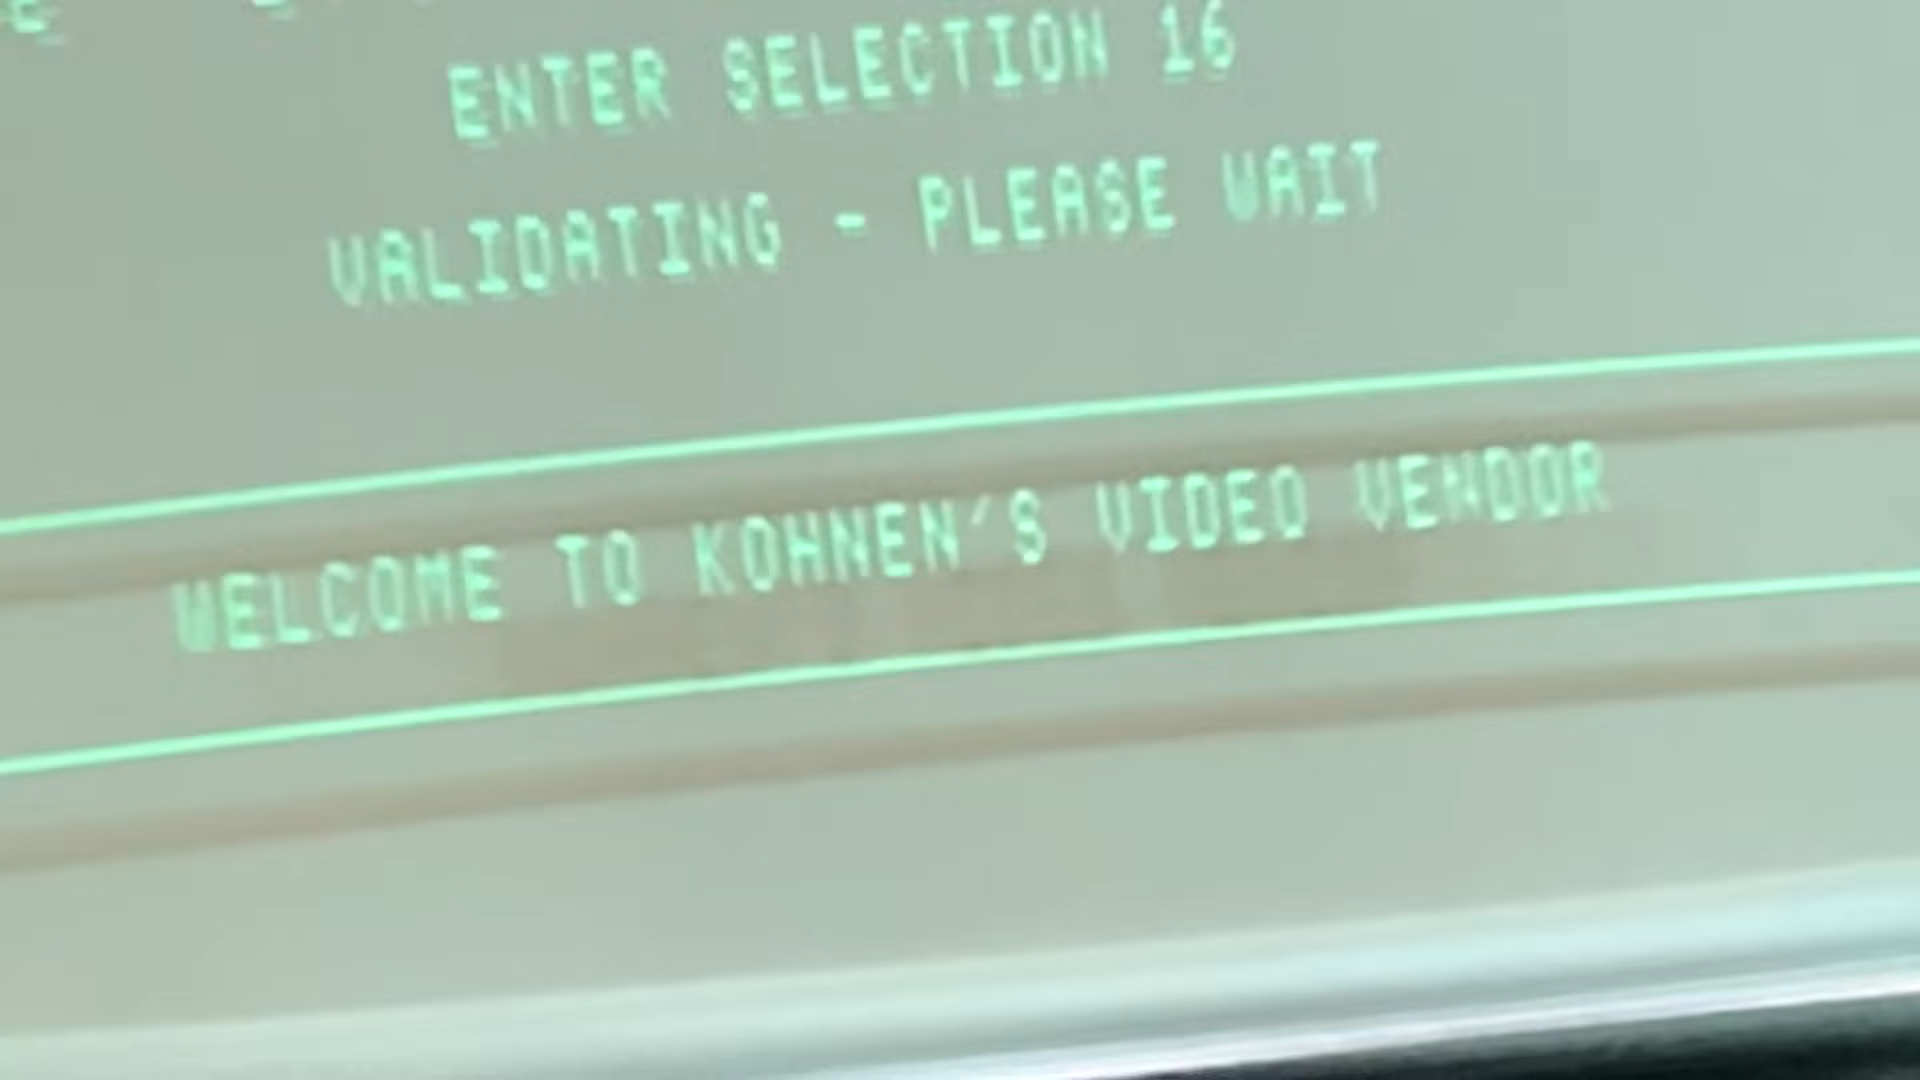 ENTER SELECTION 16
VALIDATING - PLEASE WAIT
WELCOME TO KOHNEN'S VIDEO VENDOR